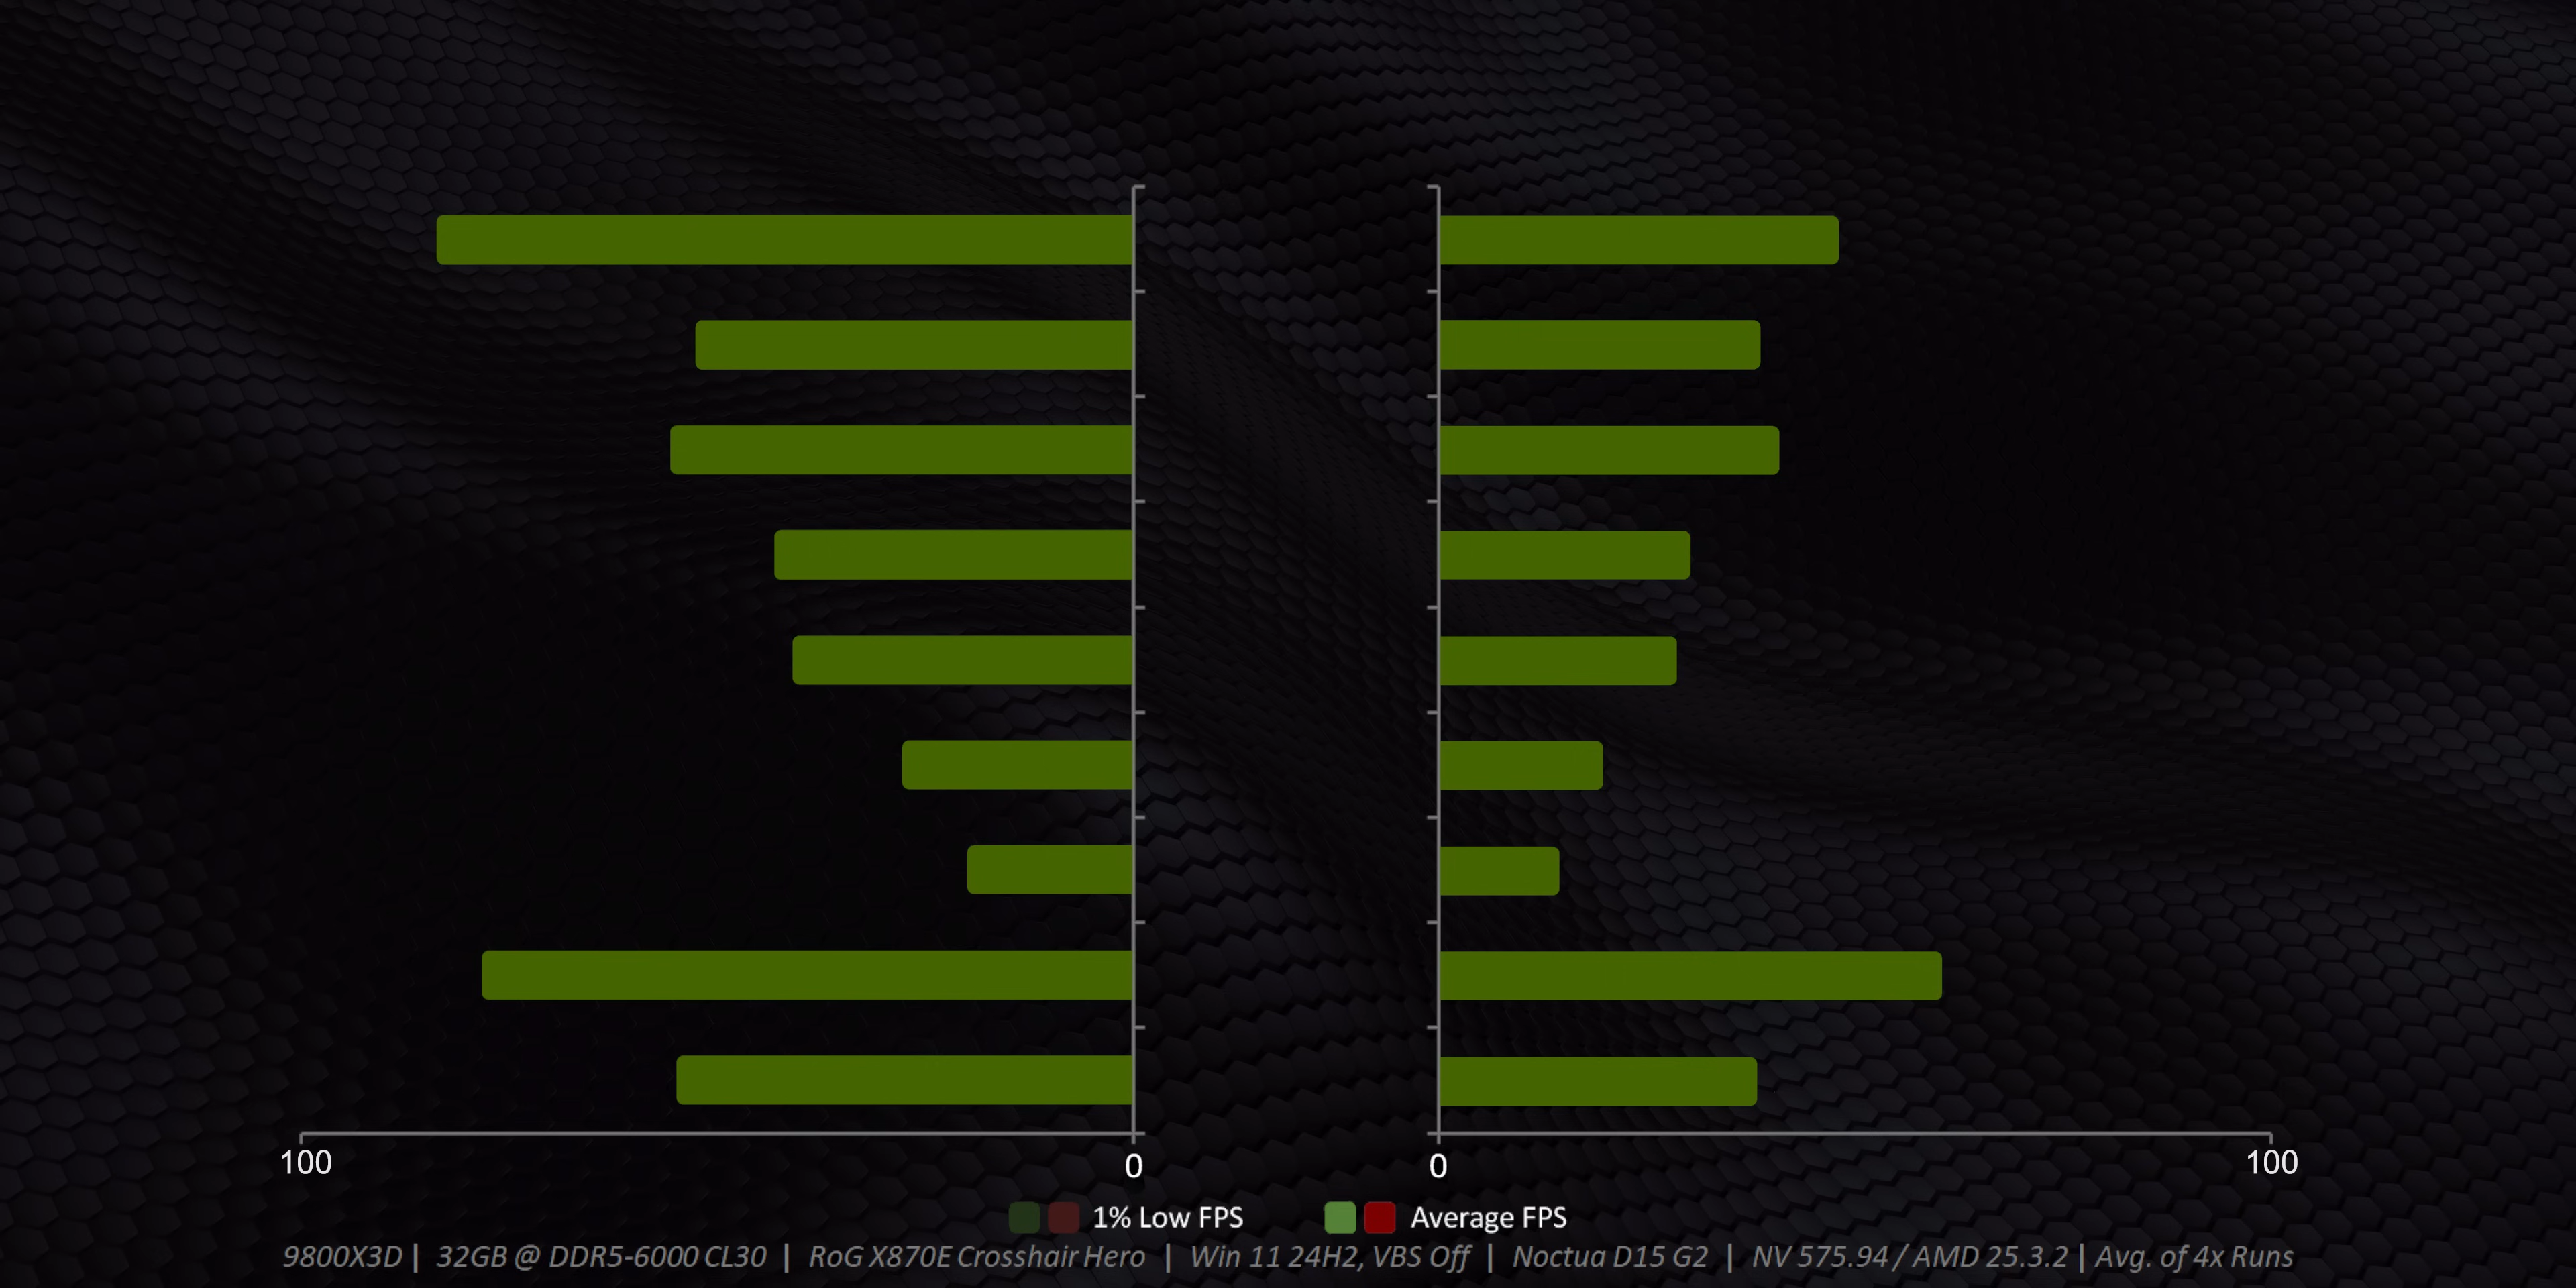 100 0 0 100
1% Low FPS Average FPS
9800X3D | 32GB @ DDR5-6000 CL30 | RoG X870E Crosshair Hero | Win 11 24H2, VBS Off | Noctua D15 G2 | NV 575.94 / AMD 25.3.2 | Avg. of 4x Runs